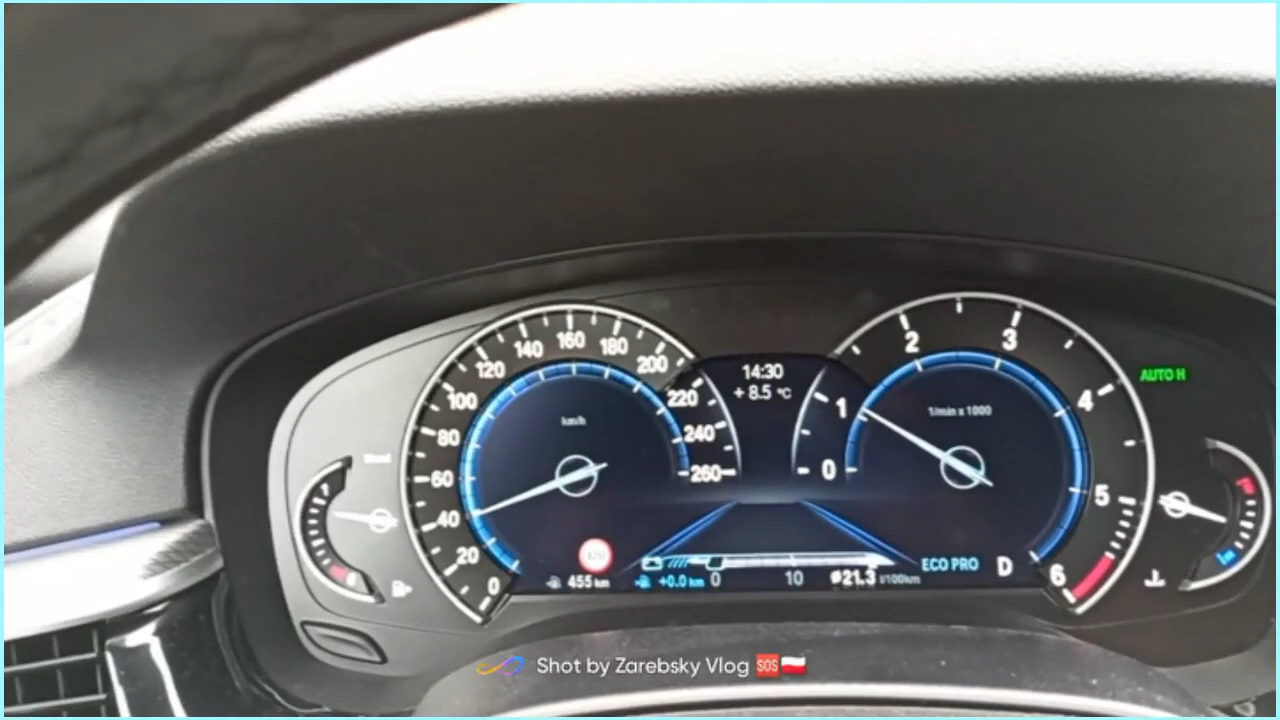 14:30
+ 8.5 °C
AUTO H
km/h
1/min x 1000
0
20
40
60
80
100
120
140
160
180
200
220
240
260
0
1
2
3
4
5
6
455 km
+0.0 km
0
10
ø21.3 l/100km
ECO PRO
D
Shot by Zarebsky Vlog 🆘🇵🇱